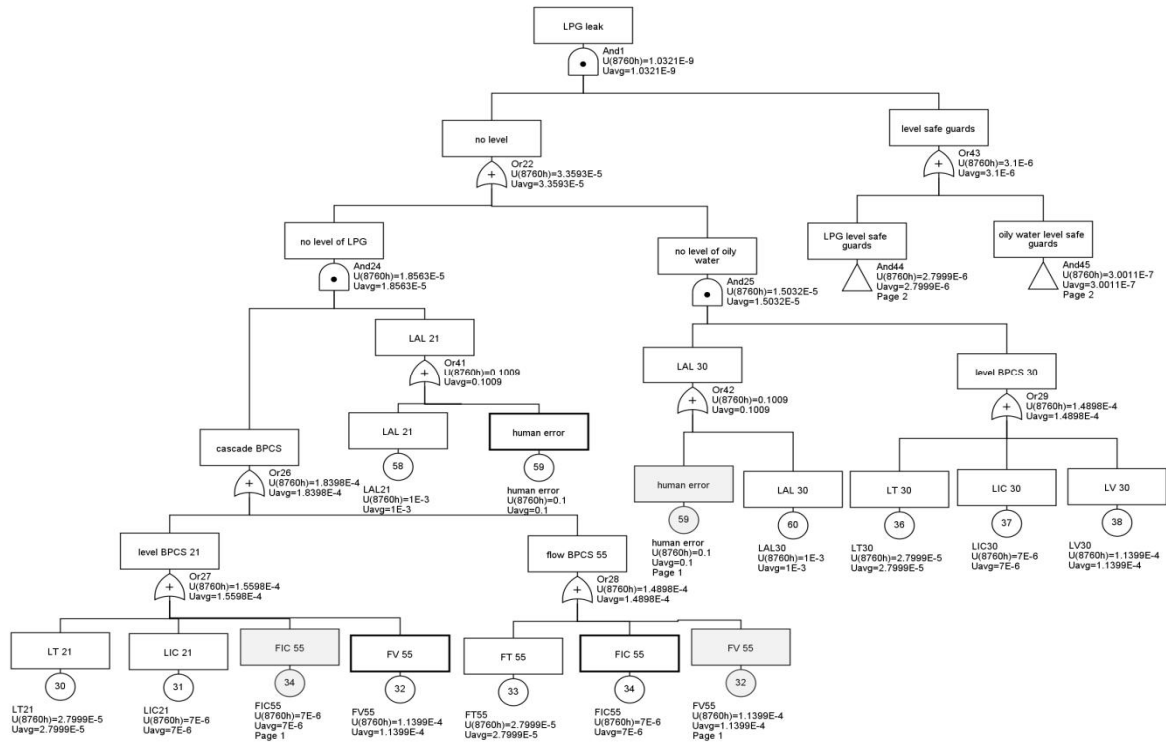 LPG leak
And1
U(8760h)=1.0321E-9
Uavg=1.0321E-9
no level
Or22
U(8760h)=3.3593E-5
Uavg=3.3593E-5
level safe guards
Or43
U(8760h)=3.1E-6
Uavg=3.1E-6
no level of LPG
And24
U(8760h)=1.8563E-5
Uavg=1.8563E-5
no level of oily
water
And25
U(8760h)=1.5032E-5
Uavg=1.5032E-5
LPG level safe
guards
And44
U(8760h)=2.7999E-6
Uavg=2.7999E-6
Page 2
oily water level safe
guards
And45
U(8760h)=3.0011E-7
Uavg=3.0011E-7
Page 2
LAL 21
Or41
U(8760h)=0.1009
Uavg=0.1009
LAL 30
Or42
U(8760h)=0.1009
Uavg=0.1009
level BPCS 30
Or29
U(8760h)=1.4898E-4
Uavg=1.4898E-4
cascade BPCS
Or26
U(8760h)=1.8398E-4
Uavg=1.8398E-4
LAL 21
58
LAL21
U(8760h)=1E-3
Uavg=1E-3
human error
59
human error
U(8760h)=0.1
Uavg=0.1
human error
59
human error
U(8760h)=0.1
Uavg=0.1
Page 1
LAL 30
60
LAL30
U(8760h)=1E-3
Uavg=1E-3
LT 30
36
LT30
U(8760h)=2.7999E-5
Uavg=2.7999E-5
LIC 30
37
LIC30
U(8760h)=7E-6
Uavg=7E-6
LV 30
38
LV30
U(8760h)=1.1399E-4
Uavg=1.1399E-4
level BPCS 21
Or27
U(8760h)=1.5598E-4
Uavg=1.5598E-4
flow BPCS 55
Or28
U(8760h)=1.4898E-4
Uavg=1.4898E-4
LT 21
30
LT21
U(8760h)=2.7999E-5
Uavg=2.7999E-5
LIC 21
31
LIC21
U(8760h)=7E-6
Uavg=7E-6
FIC 55
34
FIC55
U(8760h)=7E-6
Uavg=7E-6
Page 1
FV 55
32
FV55
U(8760h)=1.1399E-4
Uavg=1.1399E-4
FT 55
33
FT55
U(8760h)=2.7999E-5
Uavg=2.7999E-5
FIC 55
34
FIC55
U(8760h)=7E-6
Uavg=7E-6
FV 55
32
FV55
U(8760h)=1.1399E-4
Uavg=1.1399E-4
Page 1